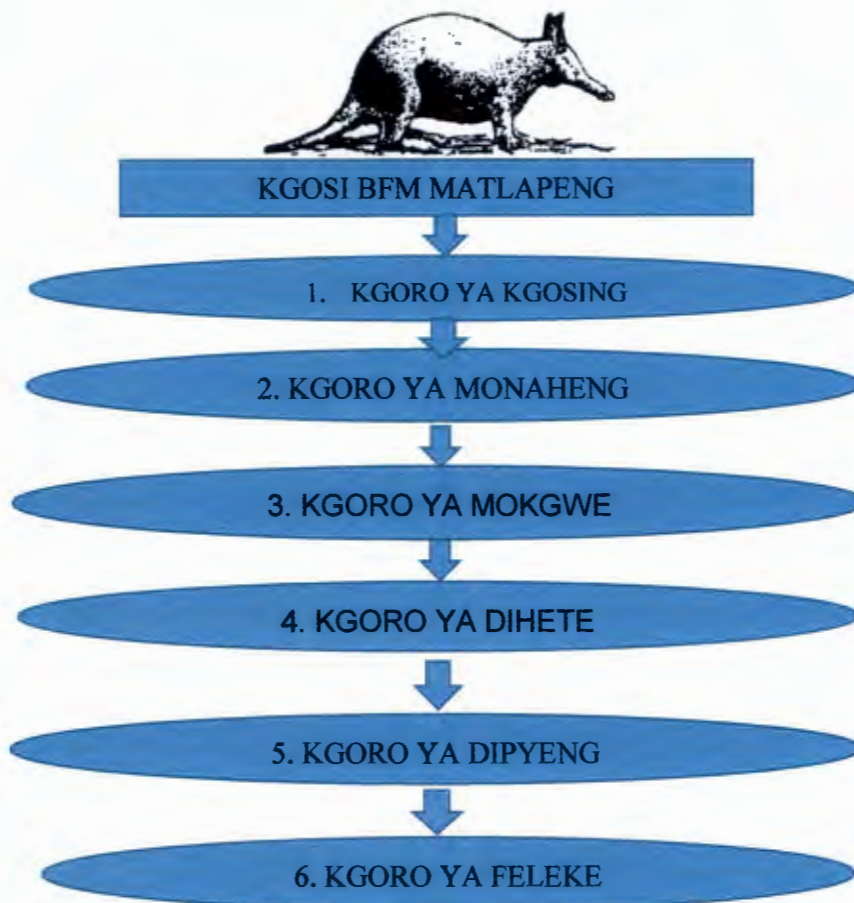 KGOSI BFM MATLAPENG
1. KGORO YA KGOSING
2. KGORO YA MONAHENG
3. KGORO YA MOKGWE
4. KGORO YA DIHETE
5. KGORO YA DIPYENG
6. KGORO YA FELEKE